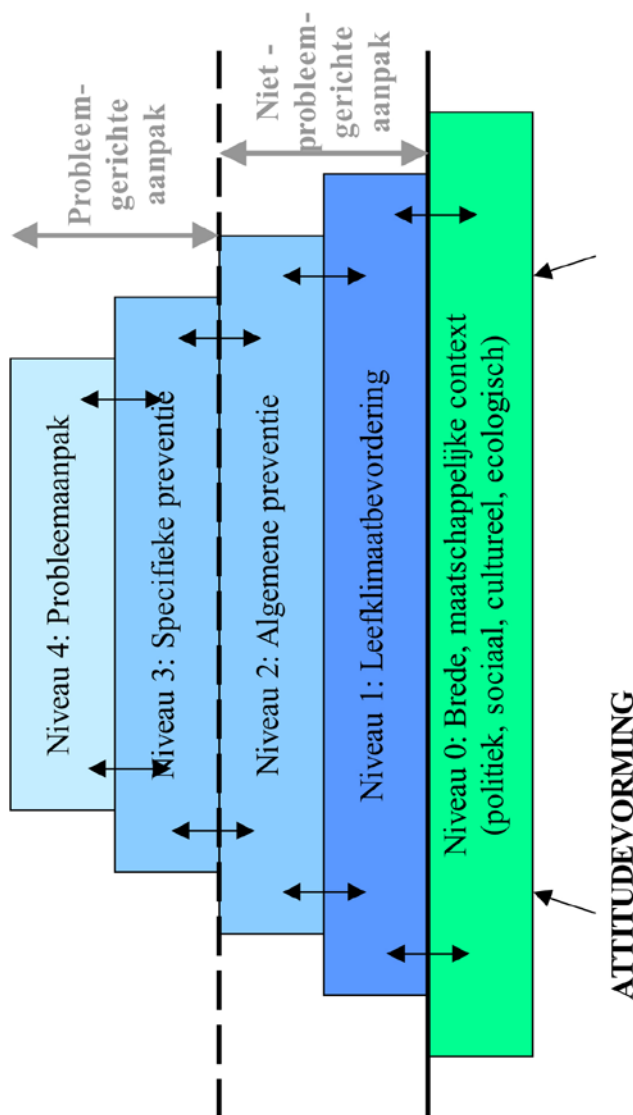 Probleem-
gerichte
aanpak
Niet -
probleem-
gerichte
aanpak
Niveau 4: Probleemaanpak
Niveau 3: Specifieke preventie
Niveau 2: Algemene preventie
Niveau 1: Leefklimaatbevordering
Niveau 0: Brede, maatschappelijke context
(politiek, sociaal, cultureel, ecologisch)
ATTITUDEVORMING